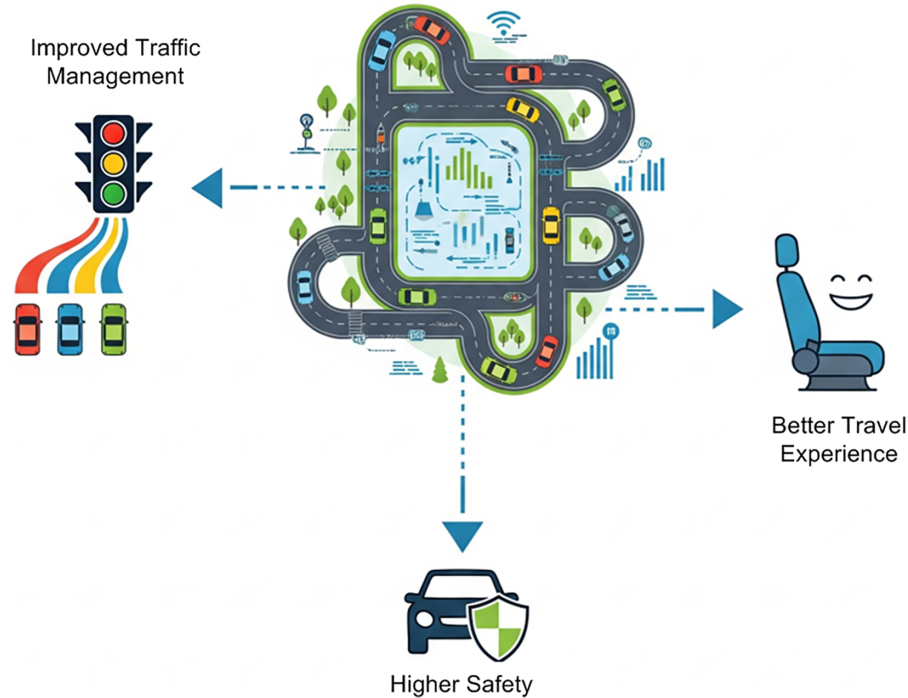 Improved Traffic
Management
Better Travel
Experience
Higher Safety